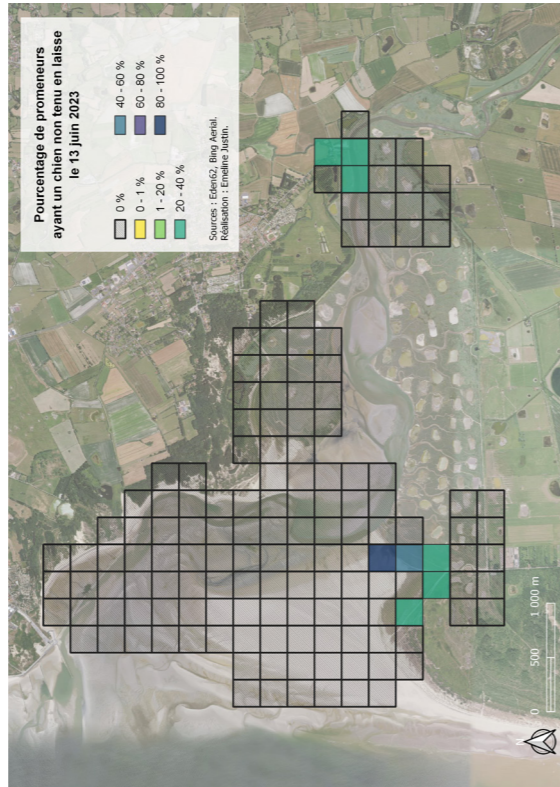 Pourcentage de promeneurs
ayant un chien non tenu en laisse
le 13 juin 2023
0 %
0 - 1 %
1 - 20 %
20 - 40 %
40 - 60 %
60 - 80 %
80 - 100 %
Sources : Eden62, Bing Aerial.
Réalisation : Emeline Justin.
0 500 1 000 m